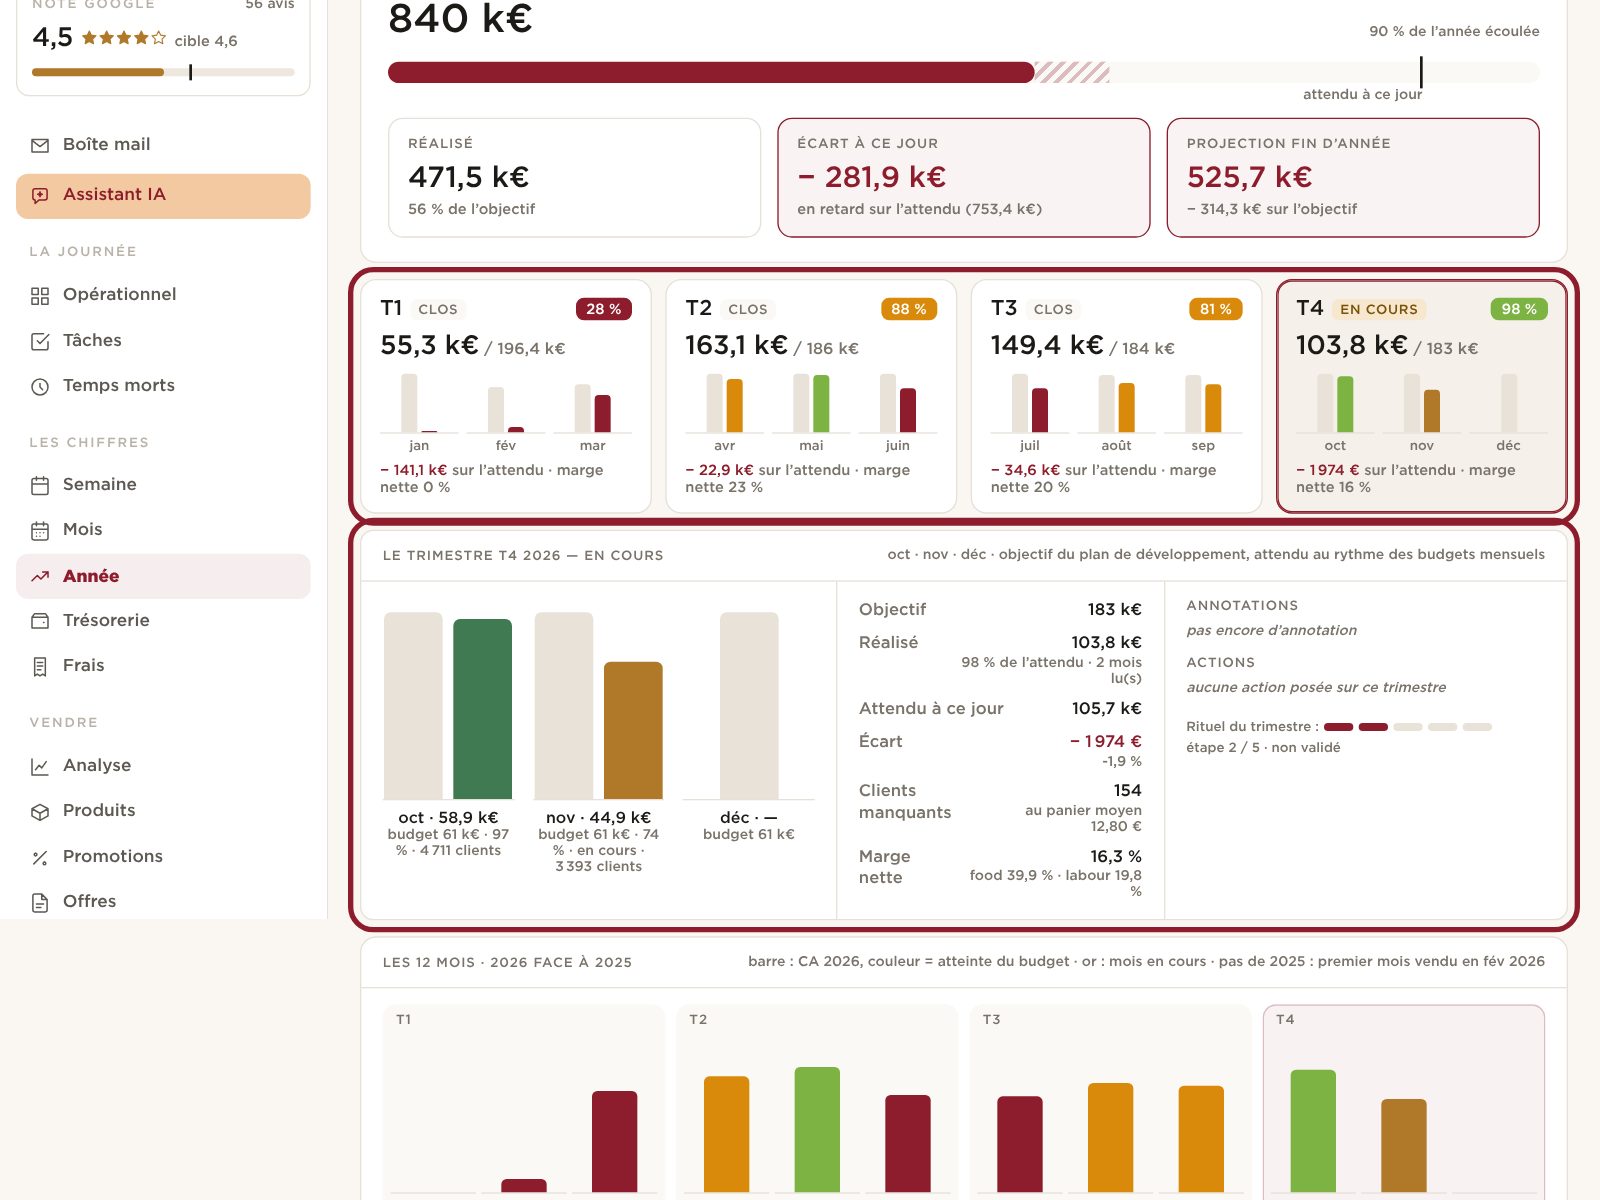 NOTE GOOGLE 56 avis
4,5 cible 4,6
Boîte mail
Assistant IA
LA JOURNÉE
Opérationnel
Tâches
Temps morts
LES CHIFFRES
Semaine
Mois
Année
Trésorerie
Frais
VENDRE
Analyse
Produits
Promotions
Offres
840 k€
90 % de l'année écoulée
attendu à ce jour
RÉALISÉ
471,5 k€
56 % de l'objectif
ÉCART À CE JOUR
− 281,9 k€
en retard sur l'attendu (753,4 k€)
PROJECTION FIN D'ANNÉE
525,7 k€
− 314,3 k€ sur l'objectif
T1 CLOS 28 %
55,3 k€ / 196,4 k€
jan fév mar
− 141,1 k€ sur l'attendu · marge
nette 0 %
T2 CLOS 88 %
163,1 k€ / 186 k€
avr mai juin
− 22,9 k€ sur l'attendu · marge
nette 23 %
T3 CLOS 81 %
149,4 k€ / 184 k€
juil août sep
− 34,6 k€ sur l'attendu · marge
nette 20 %
T4 EN COURS 98 %
103,8 k€ / 183 k€
oct nov déc
− 1 974 € sur l'attendu · marge
nette 16 %
LE TRIMESTRE T4 2026 — EN COURS
oct · nov · déc · objectif du plan de développement, attendu au rythme des budgets mensuels
oct · 58,9 k€
budget 61 k€ · 97
% · 4 711 clients
nov · 44,9 k€
budget 61 k€ · 74
% · en cours ·
3 393 clients
déc · —
budget 61 k€
Objectif 183 k€
Réalisé 103,8 k€
98 % de l'attendu · 2 mois
lu(s)
Attendu à ce jour 105,7 k€
Écart − 1 974 €
-1,9 %
Clients 154
manquants au panier moyen
12,80 €
Marge 16,3 %
nette food 39,9 % · labour 19,8
%
ANNOTATIONS
pas encore d'annotation
ACTIONS
aucune action posée sur ce trimestre
Rituel du trimestre :
étape 2 / 5 · non validé
LES 12 MOIS · 2026 FACE À 2025
barre : CA 2026, couleur = atteinte du budget · or : mois en cours · pas de 2025 : premier mois vendu en fév 2026
T1 T2 T3 T4